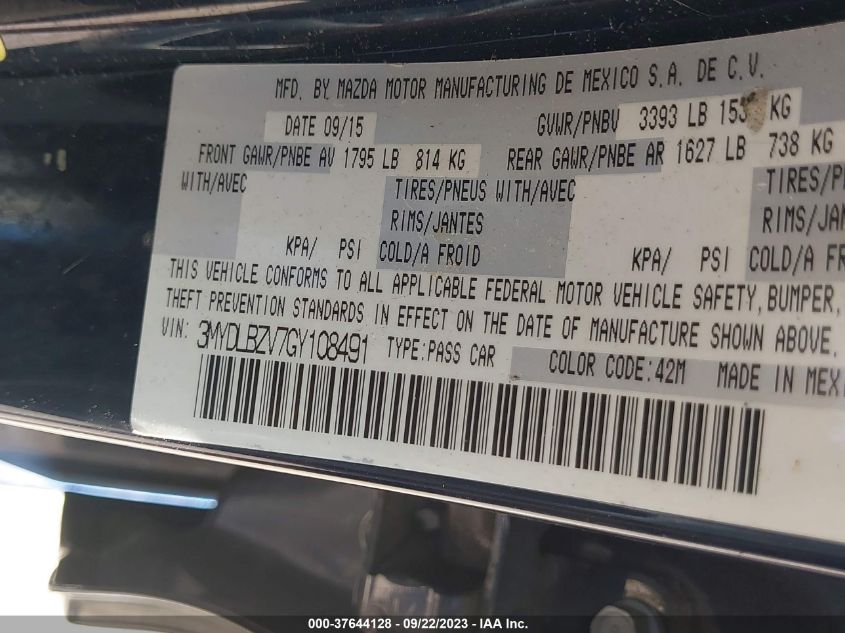 MFD. BY MAZDA MOTOR MANUFACTURING DE MEXICO S.A. DE C.V.
DATE 09/15 GVWR/PNBV 3393 LB KG
FRONT GAWR/PNBE AV 1795 LB 814 KG REAR GAWR/PNBE AR 1627 LB 738 KG
WITH/AVEC TIRES/PNEUS WITH/AVEC
RIMS/JANTES
KPA/ PSI COLD/A FROID KPA/ PSI COLD/A
THIS VEHICLE CONFORMS TO ALL APPLICABLE FEDERAL MOTOR VEHICLE SAFETY, BUMPER,
THEFT PREVENTION STANDARDS IN EFFECT ON THE DATE OF MANUFACTURE SHOWN ABOVE.
VIN: 3MYDLBZV7GY108491 TYPE:PASS CAR COLOR CODE:42M MADE IN
000-37644128 - 09/22/2023 - IAA Inc.